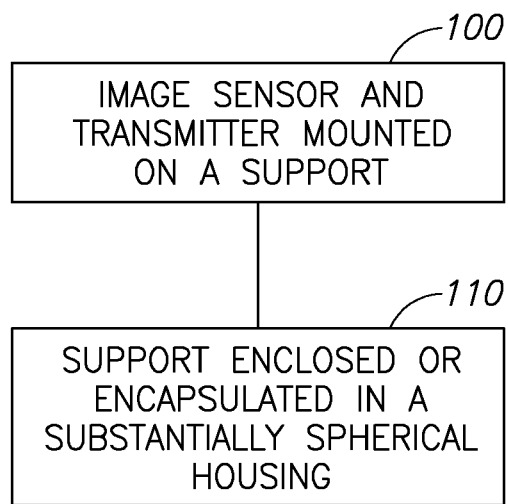 100
IMAGE SENSOR AND
TRANSMITTER MOUNTED
ON A SUPPORT
110
SUPPORT ENCLOSED OR
ENCAPSULATED IN A
SUBSTANTIALLY SPHERICAL
HOUSING